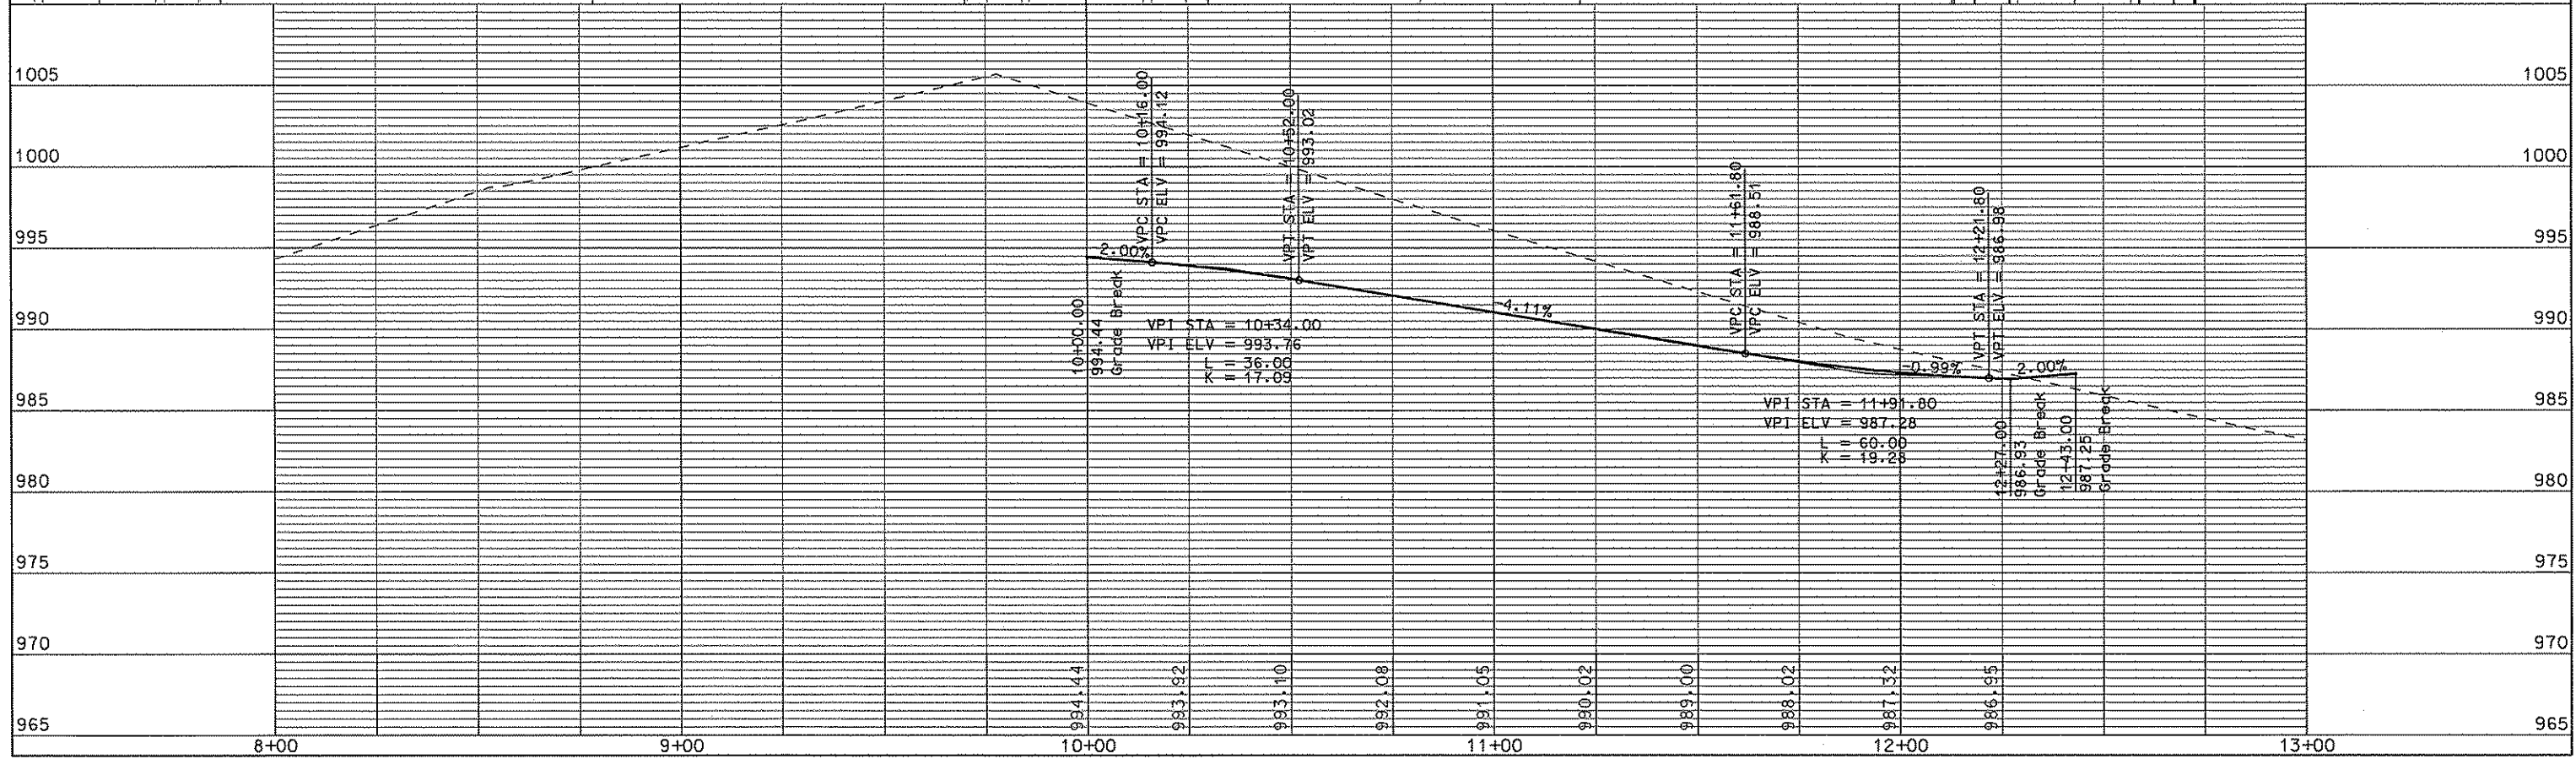 1005
1000
995
990
985
980
975
970
965
1005
1000
995
990
985
980
975
970
965
VPC STA = 10+16.00
VPC ELV = 994.12
VPT STA = 10+52.00
VPT ELV = 993.02
VPC STA = 11+61.80
VPC ELV = 988.51
VPT STA = 12+21.80
VPT ELV = 986.98
-2.00%
-4.11%
-0.99%
2.00%
10+00.00
994.44
Grade Break
VPI STA = 10+34.00
VPI ELV = 993.76
L = 36.00
K = 17.09
VPI STA = 11+91.80
VPI ELV = 987.28
L = 60.00
K = 19.28
12+27.00
986.93
Grade Break
12+43.00
987.25
Grade Break
994.44
993.92
993.10
992.08
991.05
990.02
989.00
988.02
987.32
986.95
8+00
9+00
10+00
11+00
12+00
13+00